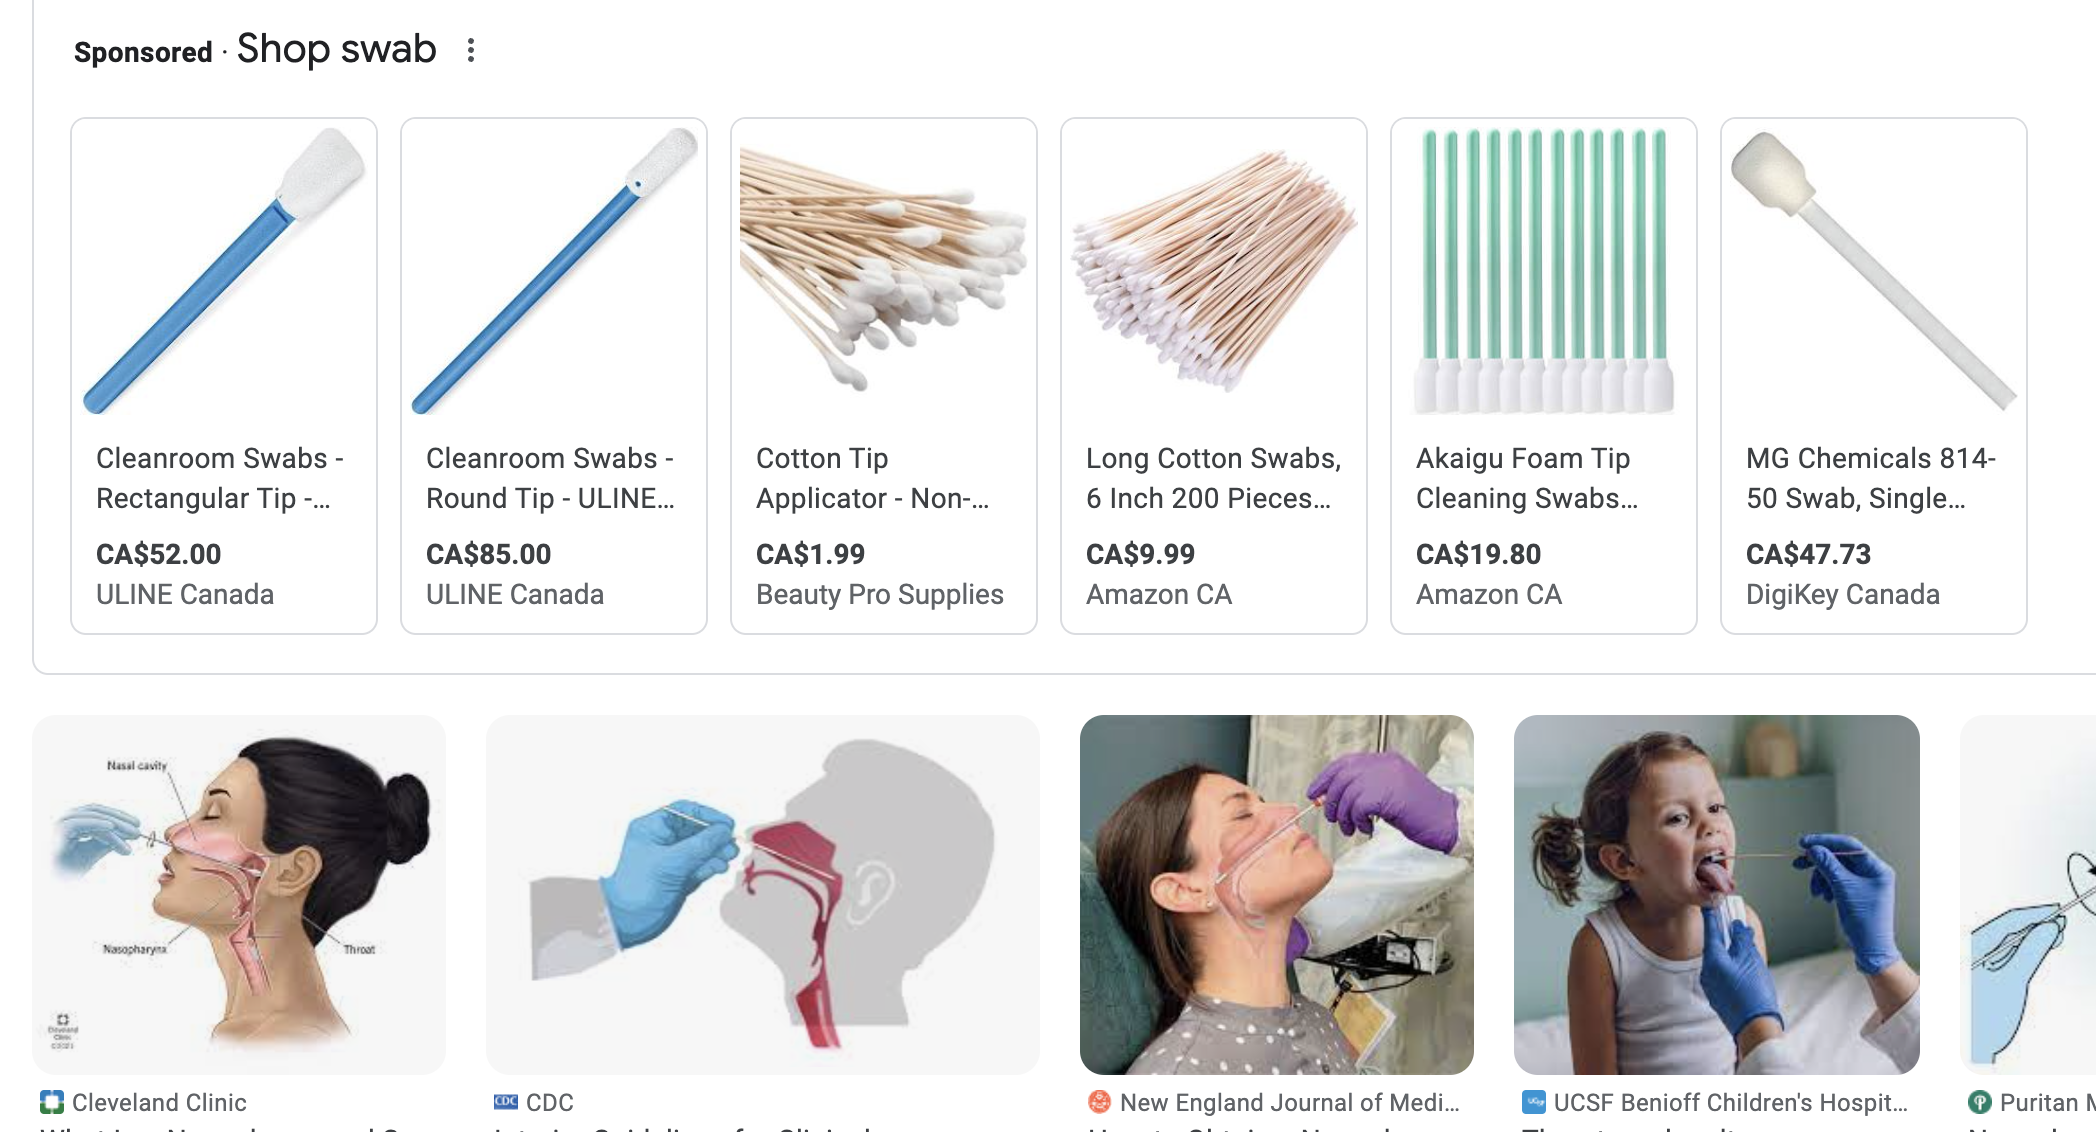 Sponsored · Shop swab
Cleanroom Swabs -
Rectangular Tip -...
CA$52.00
ULINE Canada
Cleanroom Swabs -
Round Tip - ULINE...
CA$85.00
ULINE Canada
Cotton Tip
Applicator - Non-...
CA$1.99
Beauty Pro Supplies
Long Cotton Swabs,
6 Inch 200 Pieces...
CA$9.99
Amazon CA
Akaigu Foam Tip
Cleaning Swabs...
CA$19.80
Amazon CA
MG Chemicals 814-
50 Swab, Single...
CA$47.73
DigiKey Canada
Nasal cavity
Nasopharynx
Throat
Cleveland
Clinic
©2021
Cleveland Clinic
CDC
CDC
New England Journal of Medi...
UCSF
UCSF Benioff Children's Hospit...
Puritan